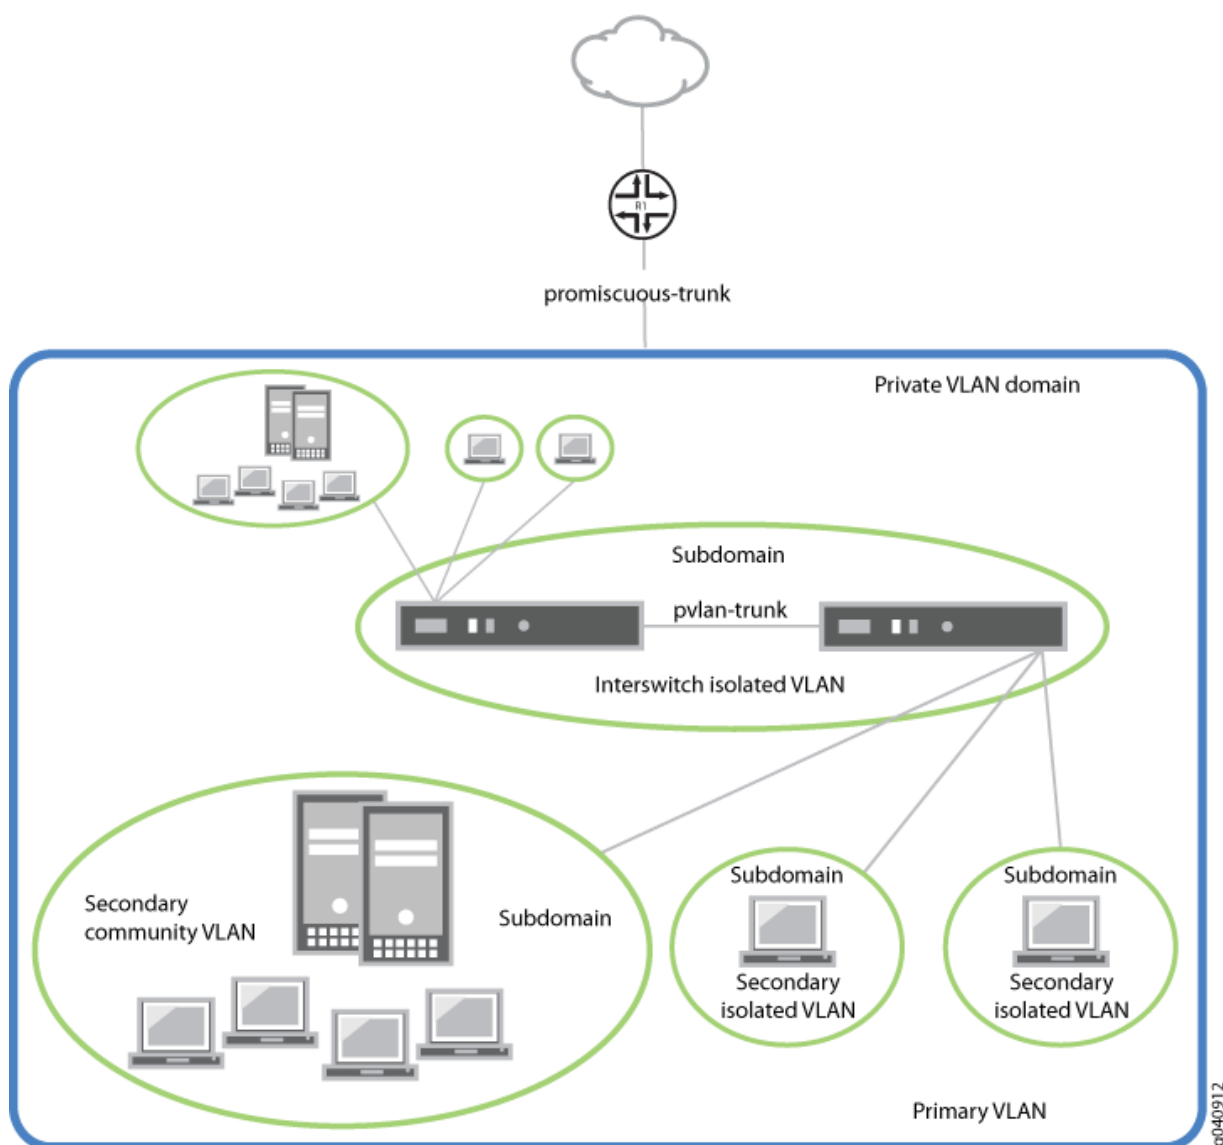 R1
promiscuous-trunk
Private VLAN domain
Subdomain
pvlan-trunk
Interswitch isolated VLAN
Secondary
community VLAN
Subdomain
Subdomain
Secondary
isolated VLAN
Subdomain
Secondary
isolated VLAN
Primary VLAN
g040912